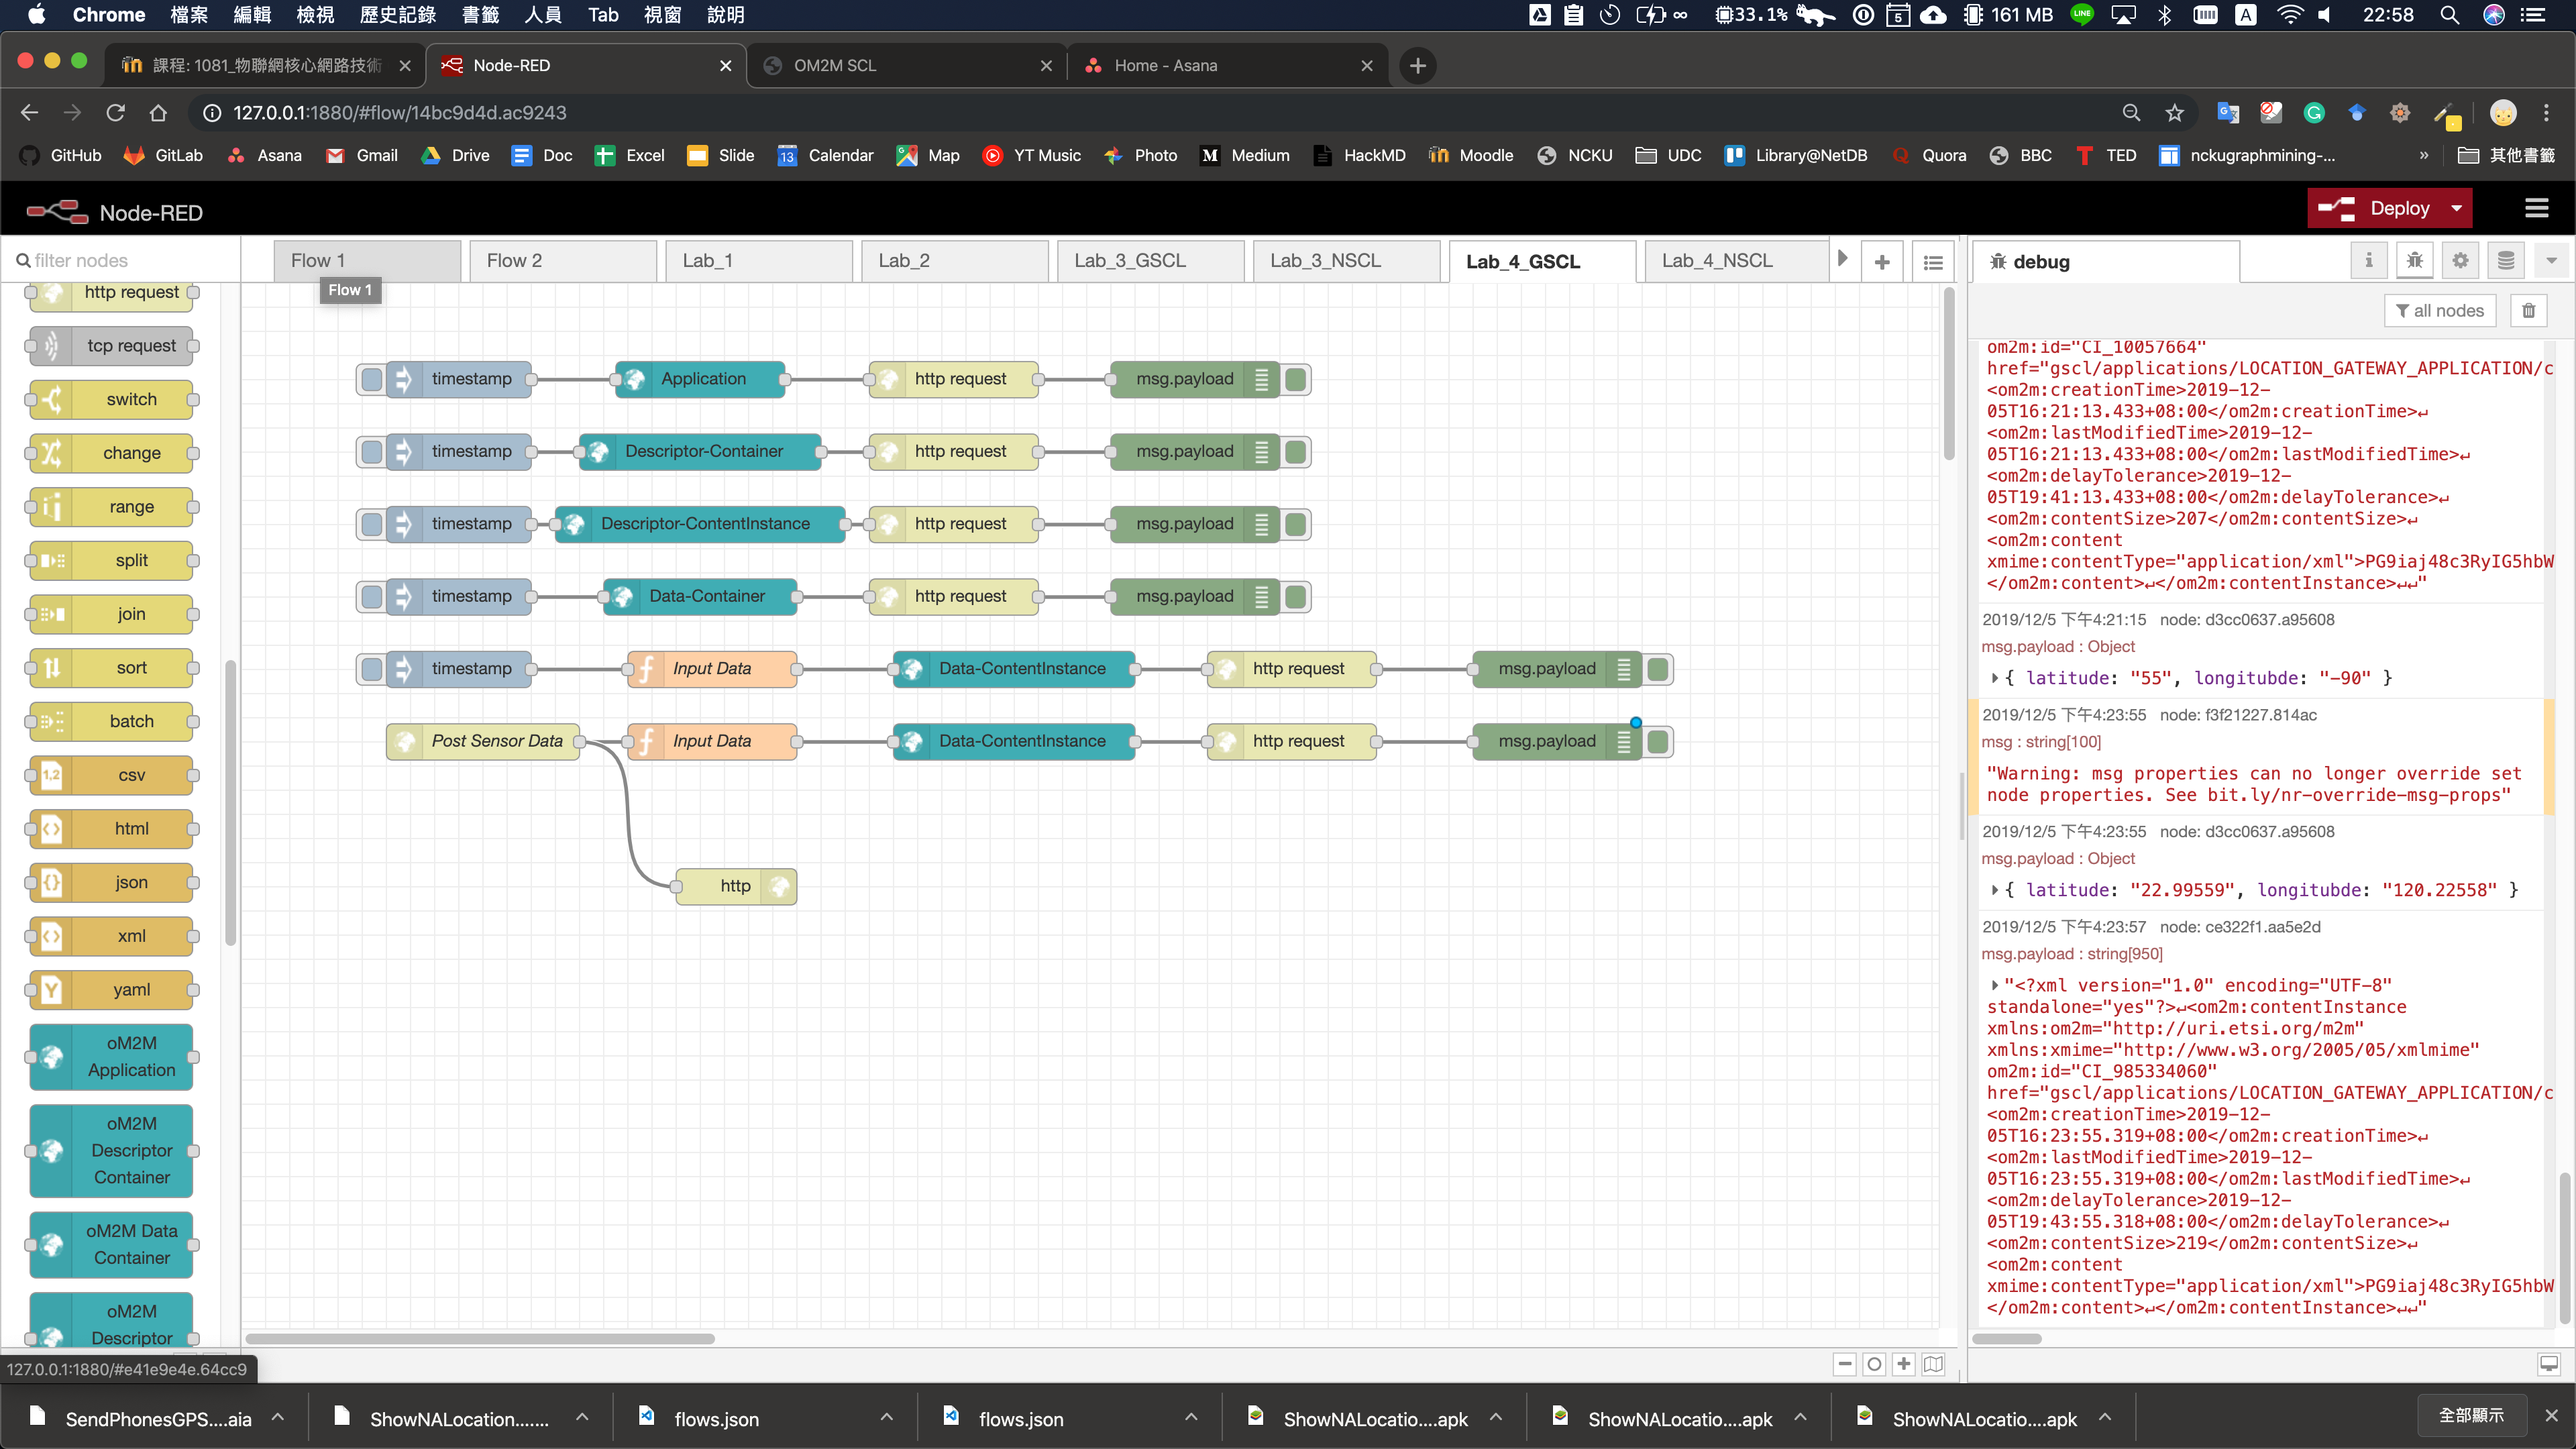 Chrome 檔案 編輯 檢視 歷史記錄 書籤 人員 Tab 視窗 說明 33.1% 5 161 MB LINE A 22:58
課程: 1081_物聯網核心網路技術
Node-RED
OM2M SCL
Home - Asana
127.0.0.1:1880/#flow/14bc9d4d.ac9243
GitHub GitLab Asana Gmail Drive Doc Excel Slide 13 Calendar Map YT Music Photo Medium HackMD Moodle NCKU UDC Library@NetDB Quora BBC TED nckugraphmining-... » 其他書籤
Node-RED
Deploy
filter nodes
Flow 1
Flow 2
Lab_1
Lab_2
Lab_3_GSCL
Lab_3_NSCL
Lab_4_GSCL
Lab_4_NSCL
debug
Flow 1
all nodes
http request
tcp request
switch
change
range
split
join
sort
batch
csv
html
json
xml
yaml
oM2M
Application
oM2M
Descriptor
Container
oM2M Data
Container
oM2M
Descriptor
timestamp Application http request msg.payload
timestamp Descriptor-Container http request msg.payload
timestamp Descriptor-ContentInstance http request msg.payload
timestamp Data-Container http request msg.payload
timestamp Input Data Data-ContentInstance http request msg.payload
Post Sensor Data Input Data Data-ContentInstance http request msg.payload
http
om2m:id="CI_10057664"
href="gscl/applications/LOCATION_GATEWAY_APPLICATION/c
<om2m:creationTime>2019-12-
05T16:21:13.433+08:00</om2m:creationTime>↵
<om2m:lastModifiedTime>2019-12-
05T16:21:13.433+08:00</om2m:lastModifiedTime>↵
<om2m:delayTolerance>2019-12-
05T19:41:13.433+08:00</om2m:delayTolerance>↵
<om2m:contentSize>207</om2m:contentSize>↵
<om2m:content
xmime:contentType="application/xml">PG9iaj48c3RyIG5hbW
</om2m:content>↵</om2m:contentInstance>↵↵"
2019/12/5 下午4:21:15 node: d3cc0637.a95608
msg.payload : Object
{ latitude: "55", longitubde: "-90" }
2019/12/5 下午4:23:55 node: f3f21227.814ac
msg : string[100]
"Warning: msg properties can no longer override set
node properties. See bit.ly/nr-override-msg-props"
2019/12/5 下午4:23:55 node: d3cc0637.a95608
msg.payload : Object
{ latitude: "22.99559", longitubde: "120.22558" }
2019/12/5 下午4:23:57 node: ce322f1.aa5e2d
msg.payload : string[950]
"<?xml version="1.0" encoding="UTF-8"
standalone="yes"?>↵<om2m:contentInstance
xmlns:om2m="http://uri.etsi.org/m2m"
xmlns:xmime="http://www.w3.org/2005/05/xmlmime"
om2m:id="CI_985334060"
href="gscl/applications/LOCATION_GATEWAY_APPLICATION/c
<om2m:creationTime>2019-12-
05T16:23:55.319+08:00</om2m:creationTime>↵
<om2m:lastModifiedTime>2019-12-
05T16:23:55.319+08:00</om2m:lastModifiedTime>↵
<om2m:delayTolerance>2019-12-
05T19:43:55.318+08:00</om2m:delayTolerance>↵
<om2m:contentSize>219</om2m:contentSize>↵
<om2m:content
xmime:contentType="application/xml">PG9iaj48c3RyIG5hbW
</om2m:content>↵</om2m:contentInstance>↵↵"
127.0.0.1:1880/#e41e9e4e.64cc9
SendPhonesGPS....aia
ShowNALocation.......
flows.json
flows.json
ShowNALocatio....apk
ShowNALocatio....apk
ShowNALocatio....apk
全部顯示